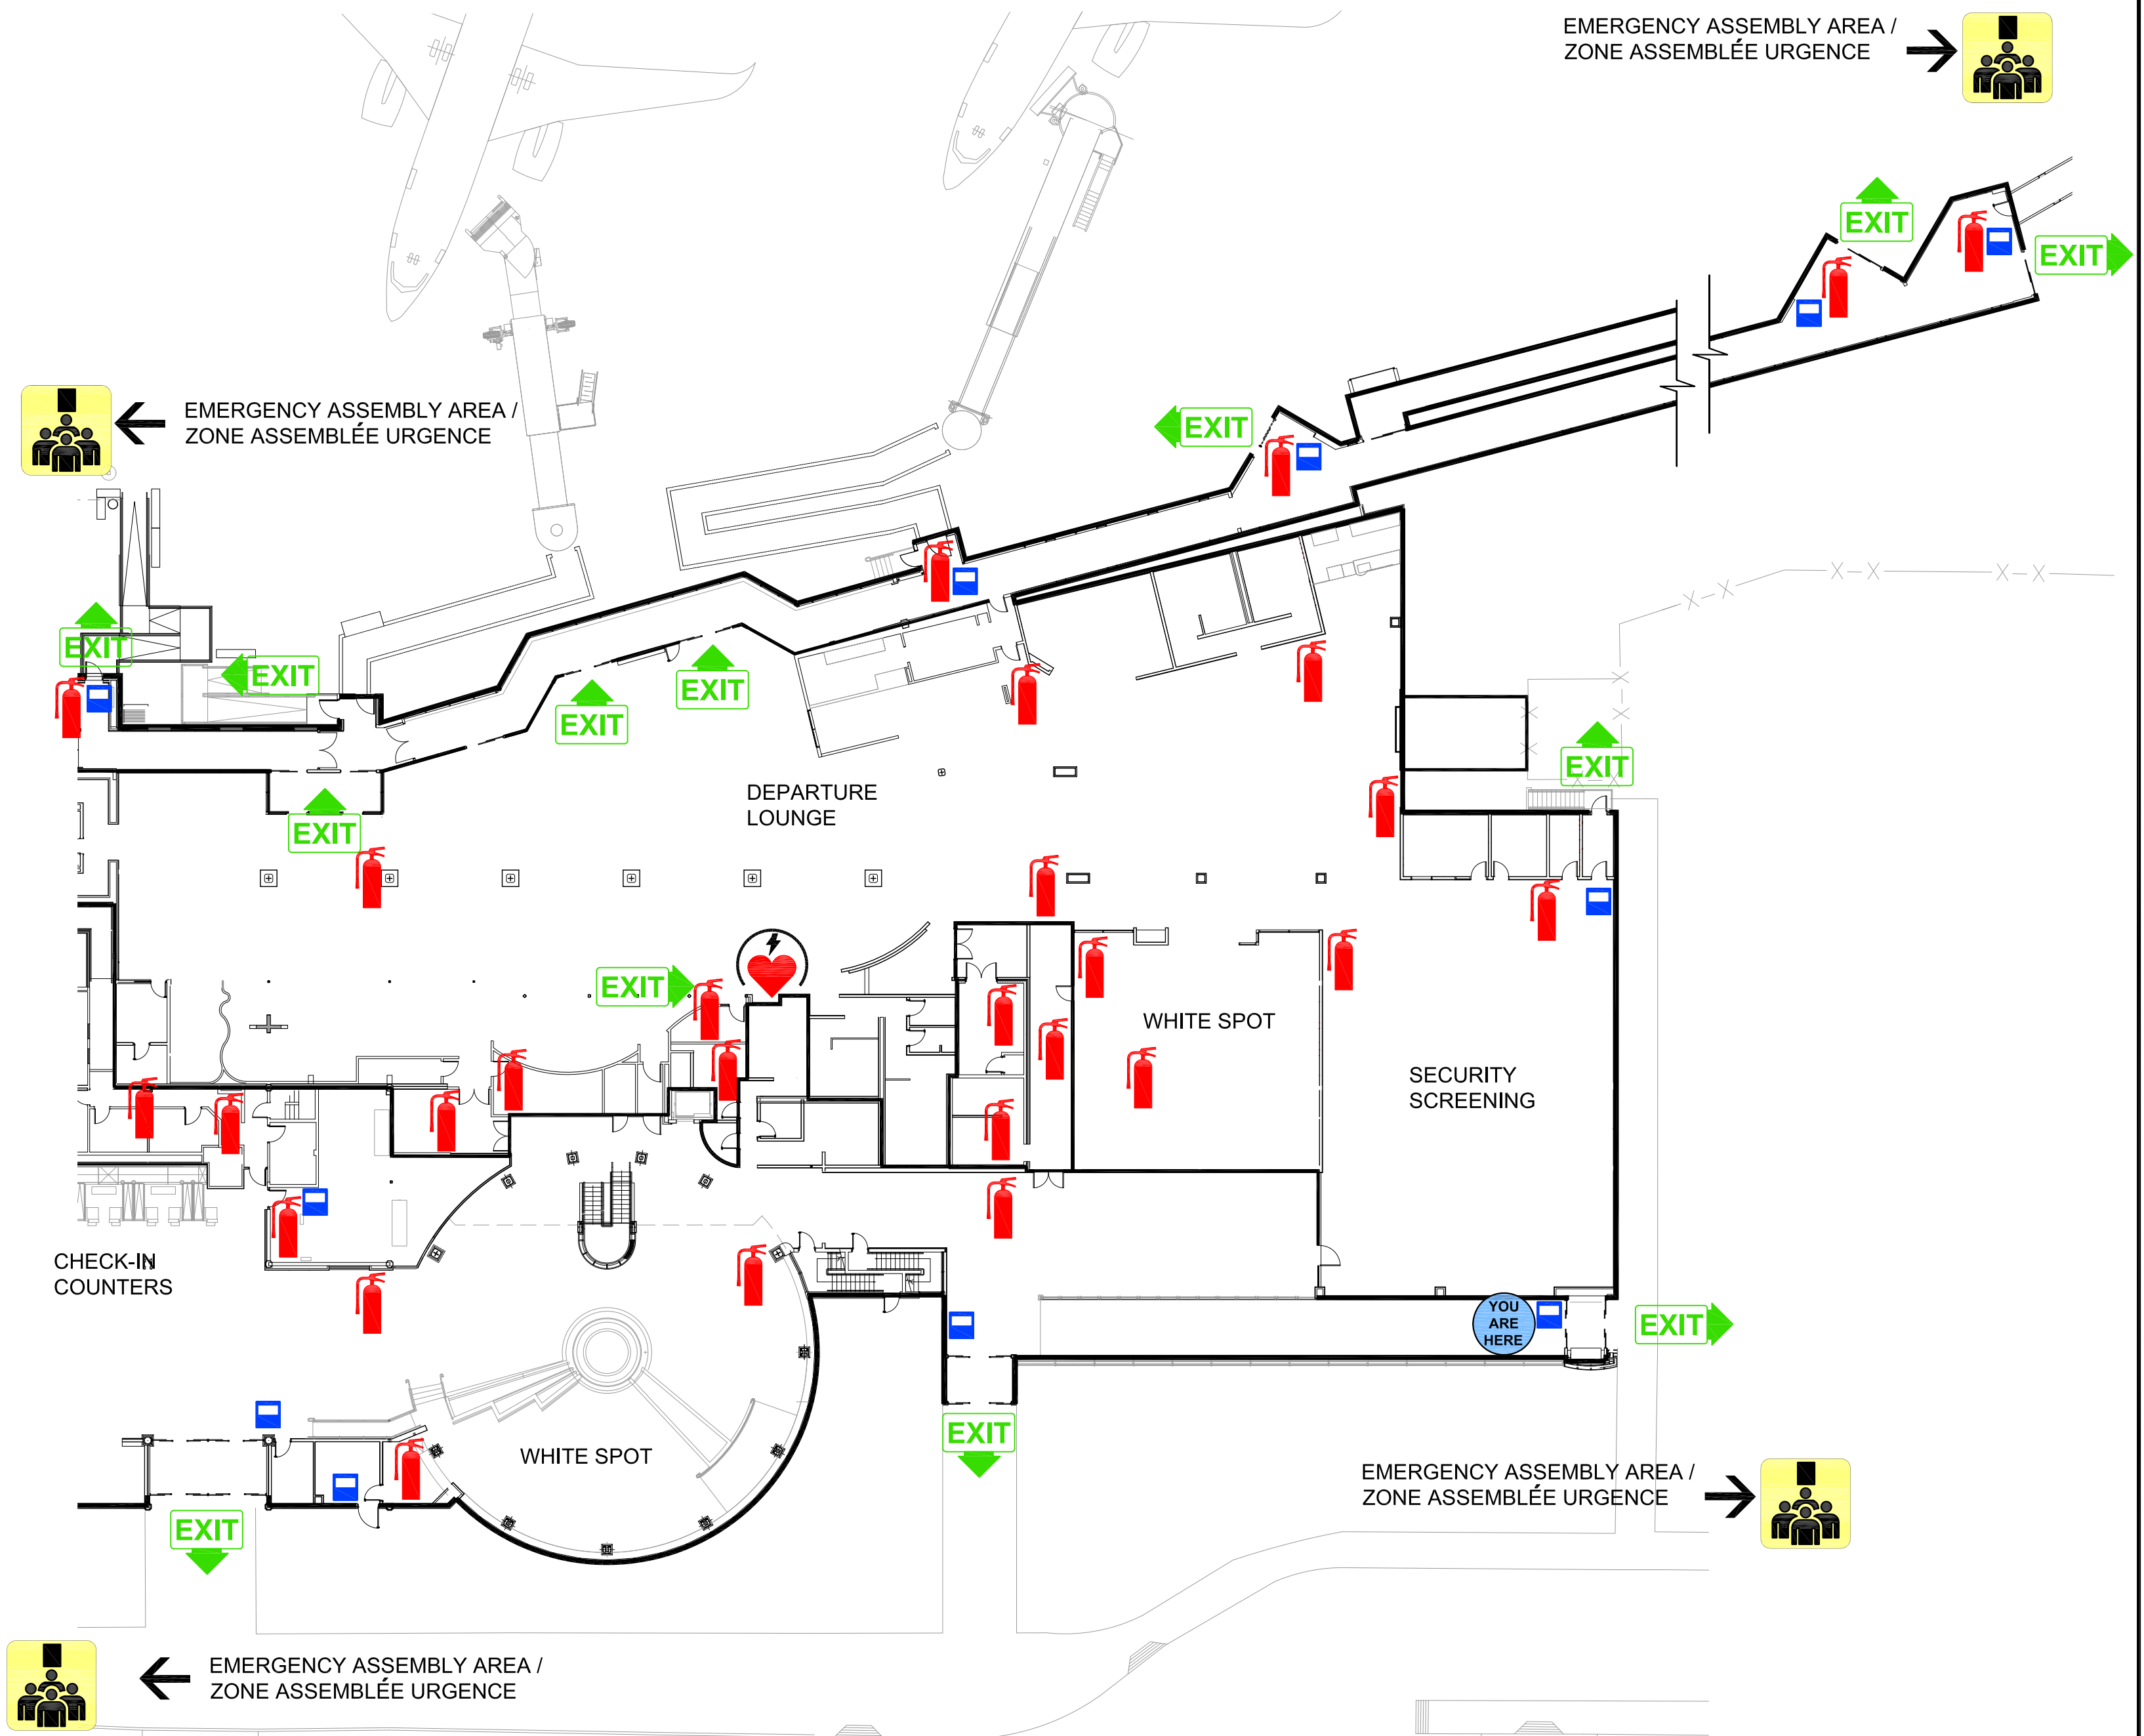 EMERGENCY ASSEMBLY AREA /
ZONE ASSEMBLÉE URGENCE
EXIT
EXIT
EMERGENCY ASSEMBLY AREA /
ZONE ASSEMBLÉE URGENCE
EXIT
EXIT
EXIT
EXIT
EXIT
EXIT
EXIT
DEPARTURE
LOUNGE
EXIT
WHITE SPOT
SECURITY
SCREENING
CHECK-IN
COUNTERS
YOU
ARE
HERE
EXIT
EXIT
WHITE SPOT
EMERGENCY ASSEMBLY AREA /
ZONE ASSEMBLÉE URGENCE
EXIT
EMERGENCY ASSEMBLY AREA /
ZONE ASSEMBLÉE URGENCE